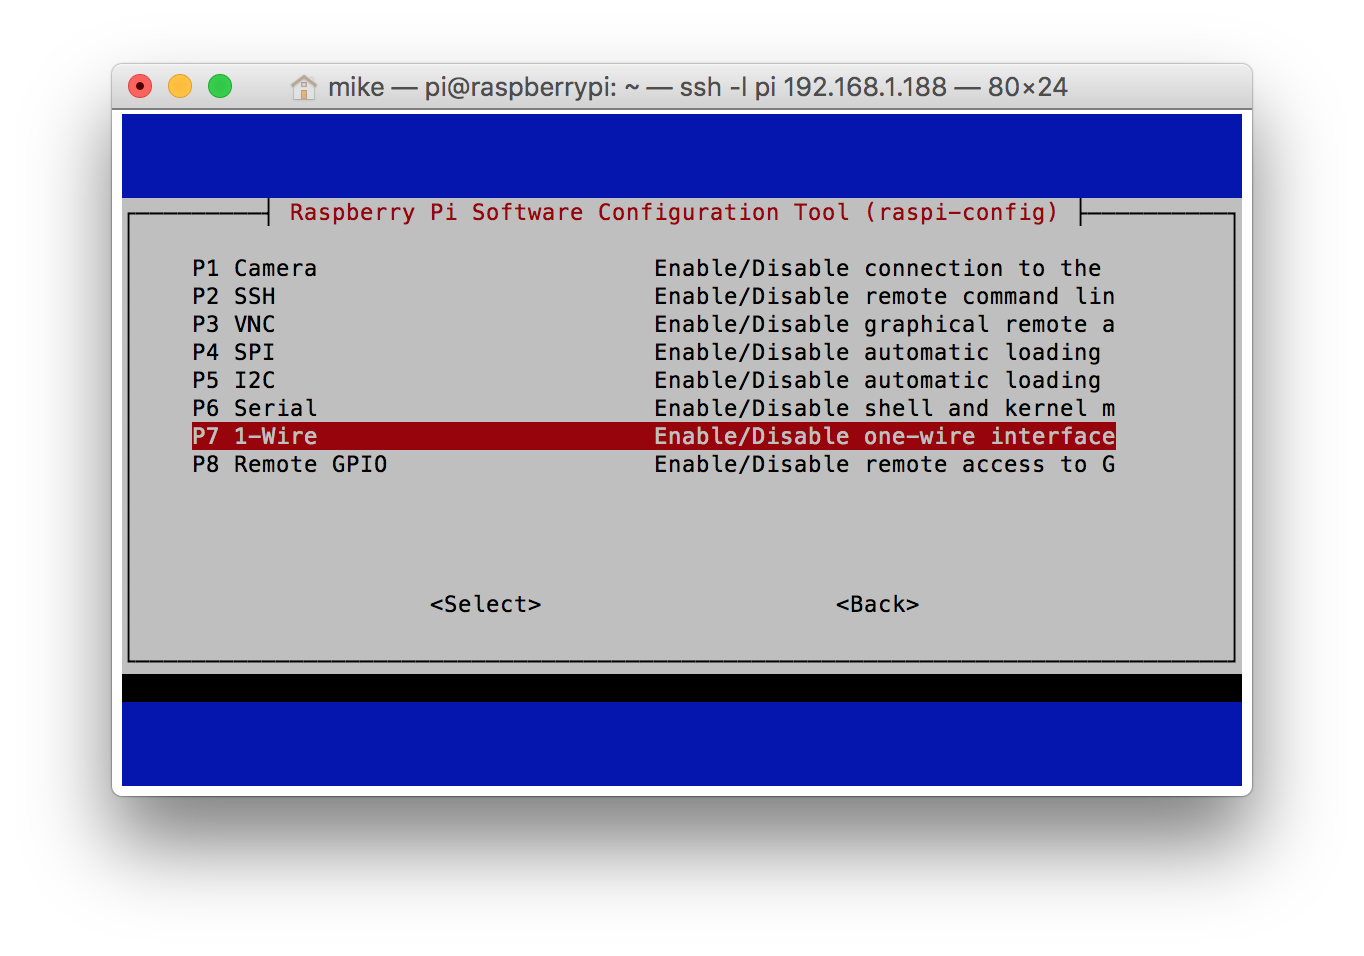 mike — pi@raspberrypi: ~ — ssh -l pi 192.168.1.188 — 80×24
Raspberry Pi Software Configuration Tool (raspi-config)
P1 Camera Enable/Disable connection to the
P2 SSH Enable/Disable remote command lin
P3 VNC Enable/Disable graphical remote a
P4 SPI Enable/Disable automatic loading
P5 I2C Enable/Disable automatic loading
P6 Serial Enable/Disable shell and kernel m
P7 1-Wire Enable/Disable one-wire interface
P8 Remote GPIO Enable/Disable remote access to G
<Select> <Back>